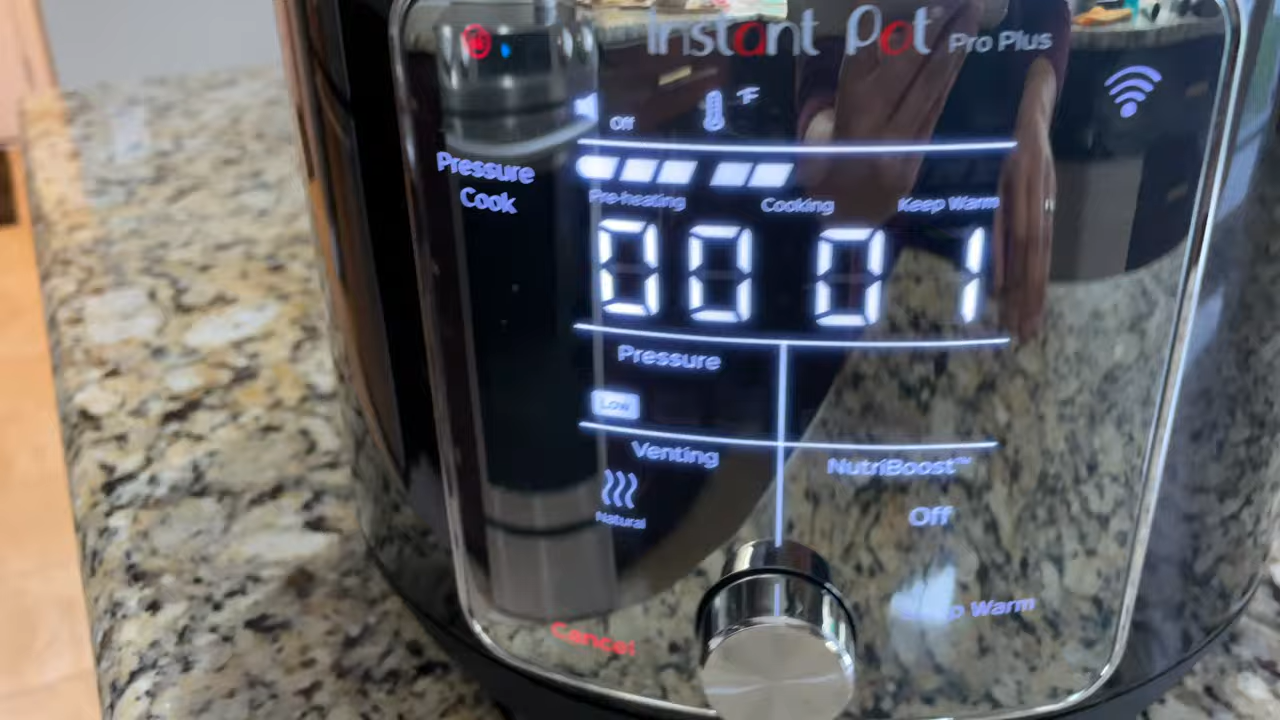 Instant Pot Pro Plus
Off °F
Pressure
Cook
Pre-heating Cooking Keep Warm
00 01
Pressure
Low
Venting NutriBoost™
Natural Off
Warm
Cancel